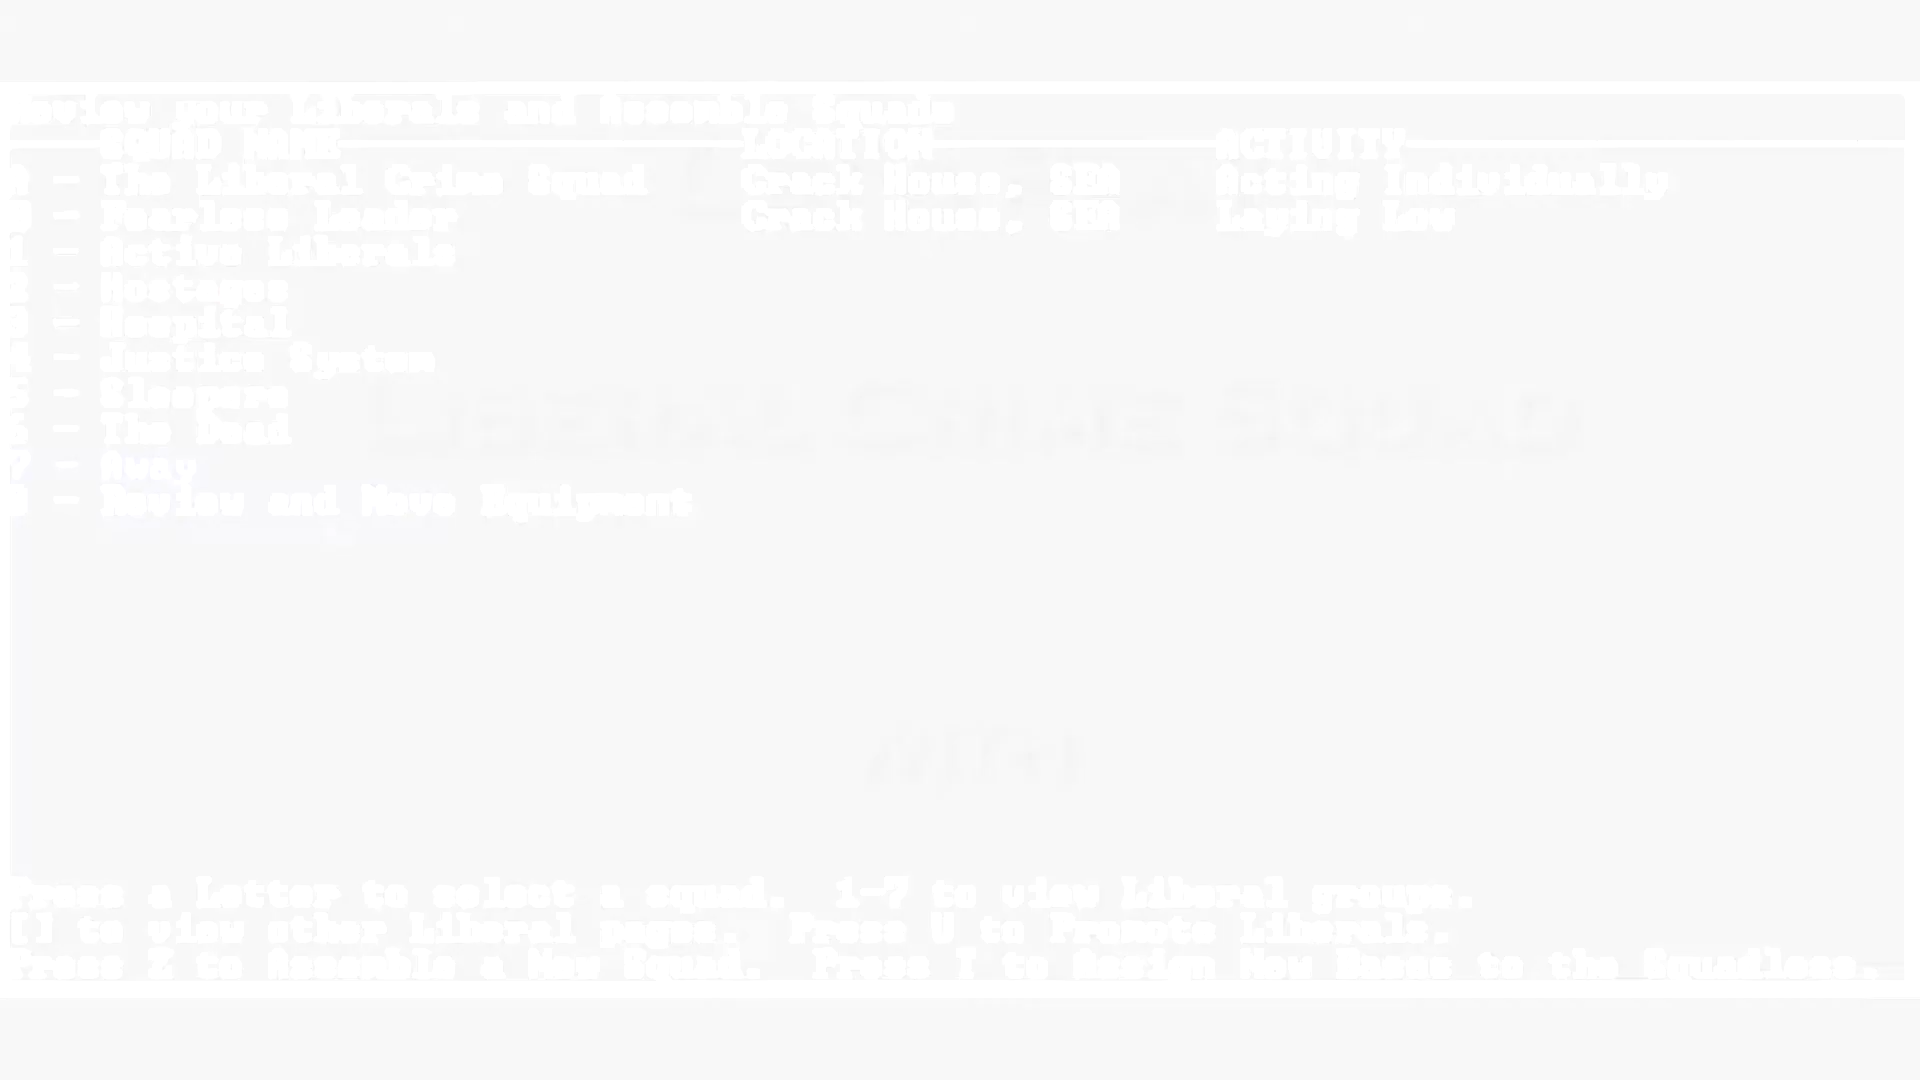 Review your Liberals and Assemble Squads
SQUAD NAME LOCATION ACTIVITY
A - The Liberal Crime Squad Crack House, SEA Acting Individually
B - Fearless Leader Crack House, SEA Laying Low
1 - Active Liberals
2 - Hostages
3 - Hospital
4 - Justice System
5 - Sleepers
6 - The Dead
7 - Away
8 - Review and Move Equipment
LIBERAL CRIME SQUAD
Press a Letter to select a squad. 1-7 to view Liberal groups.
[] to view other Liberal pages. Press U to Promote Liberals.
Press Z to Assemble a New Squad. Press T to Assign New Bases to the Squadless.